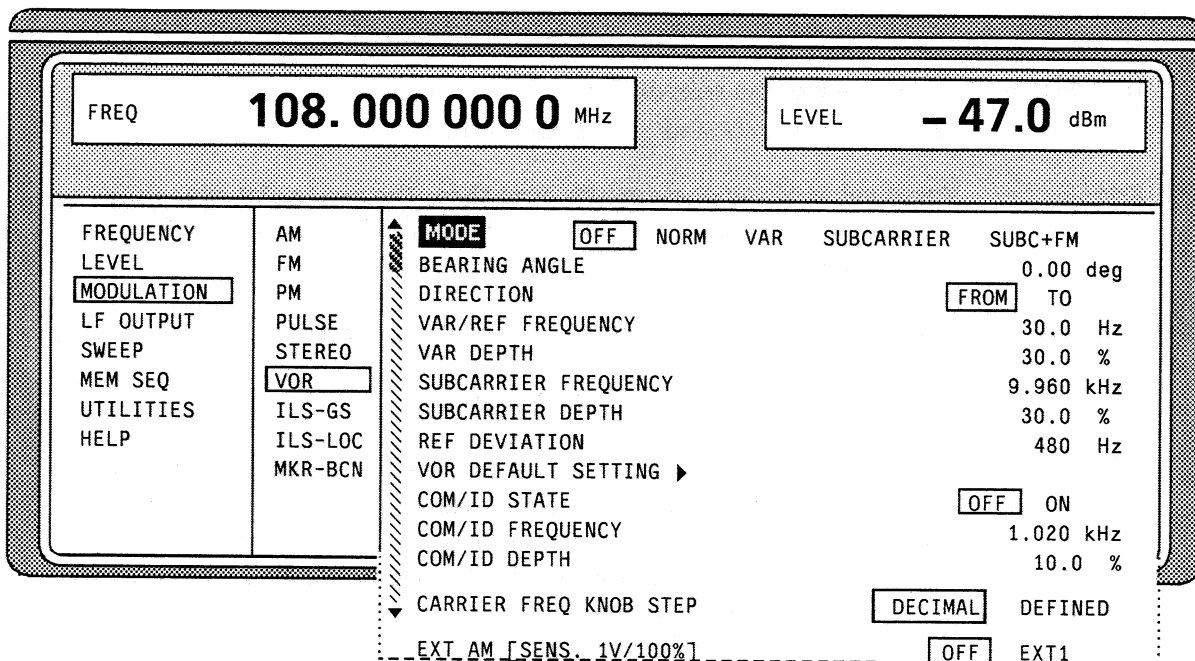 FREQ 108.000 000 0 MHz
LEVEL – 47.0 dBm
FREQUENCY
LEVEL
MODULATION
LF OUTPUT
SWEEP
MEM SEQ
UTILITIES
HELP
AM
FM
PM
PULSE
STEREO
VOR
ILS-GS
ILS-LOC
MKR-BCN
MODE OFF NORM VAR SUBCARRIER SUBC+FM
BEARING ANGLE 0.00 deg
DIRECTION FROM TO
VAR/REF FREQUENCY 30.0 Hz
VAR DEPTH 30.0 %
SUBCARRIER FREQUENCY 9.960 kHz
SUBCARRIER DEPTH 30.0 %
REF DEVIATION 480 Hz
VOR DEFAULT SETTING ▶
COM/ID STATE OFF ON
COM/ID FREQUENCY 1.020 kHz
COM/ID DEPTH 10.0 %
CARRIER FREQ KNOB STEP DECIMAL DEFINED
EXT AM [SENS. 1V/100%] OFF EXT1